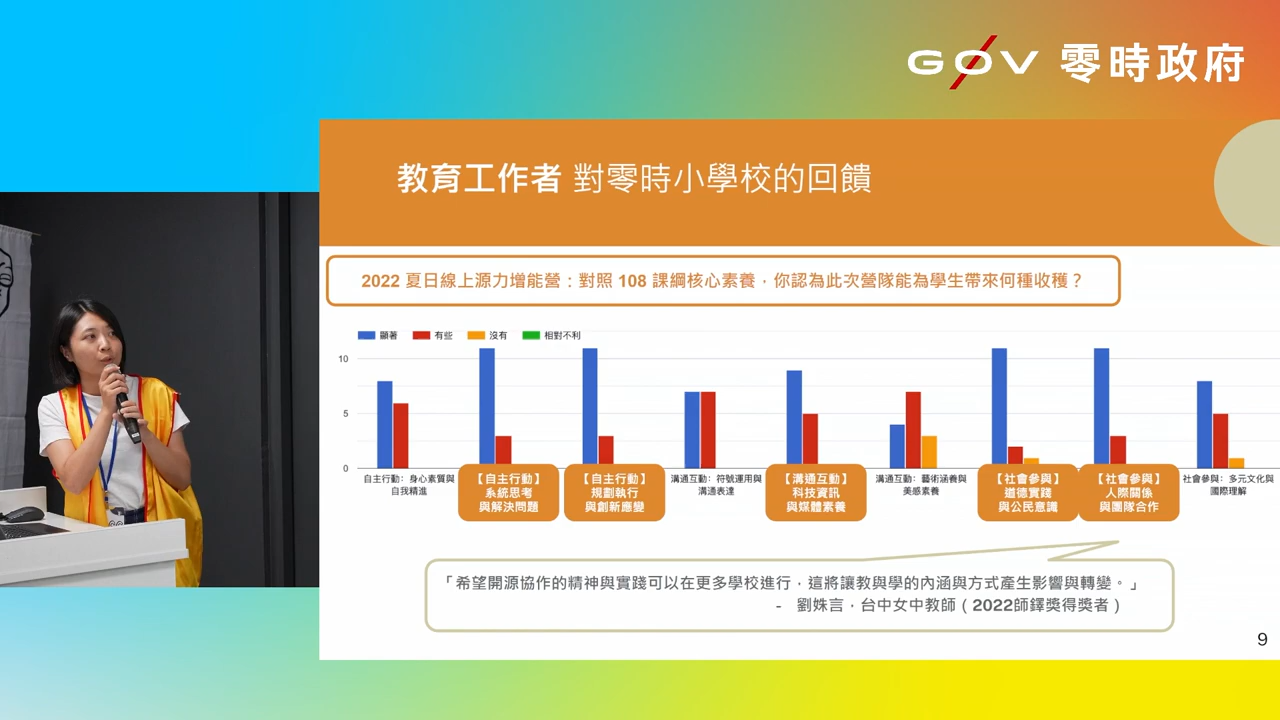 GOV 零時政府
教育工作者 對零時小學校的回饋
2022 夏日線上源力增能營：對照 108 課綱核心素養，你認為此次營隊能為學生帶來何種收穫？
顯著 有些 沒有 相對不利
10
5
0
自主行動：身心素質與
自我精進
【自主行動】
系統思考
與解決問題
【自主行動】
規劃執行
與創新應變
溝通互動：符號運用與
溝通表達
【溝通互動】
科技資訊
與媒體素養
溝通互動：藝術涵養與
美感素養
【社會參與】
道德實踐
與公民意識
【社會參與】
人際關係
與團隊合作
社會參與：多元文化與
國際理解
「希望開源協作的精神與實踐可以在更多學校進行，這將讓教與學的內涵與方式產生影響與轉變。」
- 劉姝言，台中女中教師（2022師鐸獎得獎者）
9